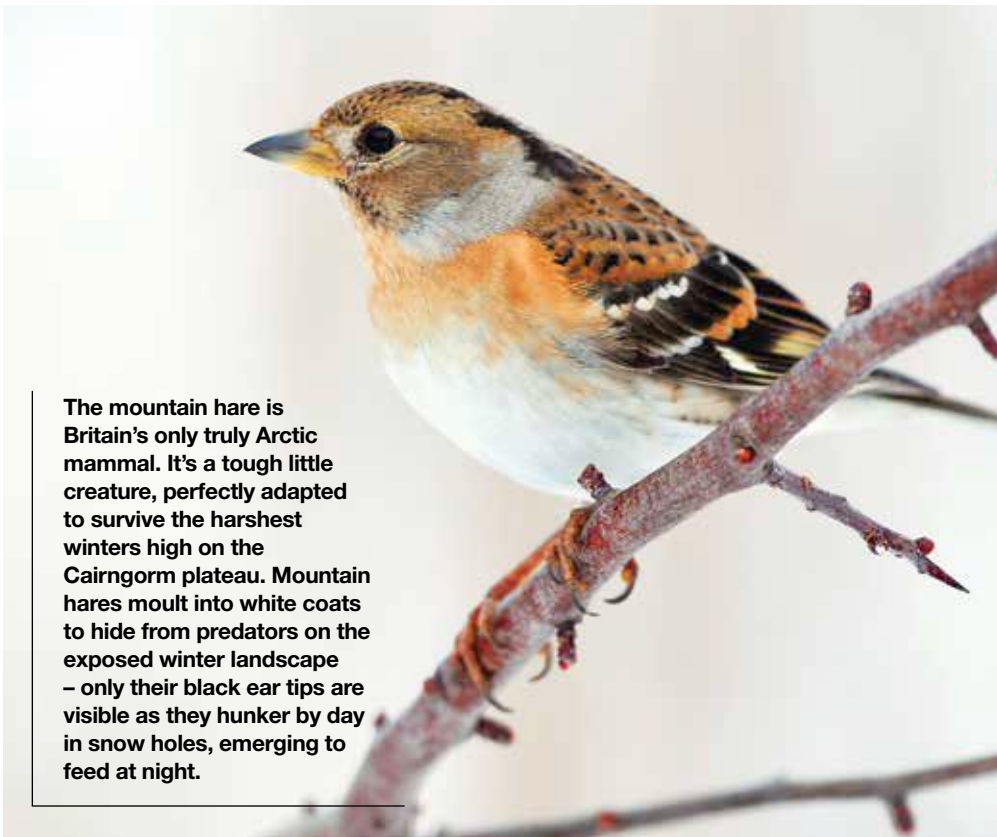 The mountain hare is
Britain’s only truly Arctic
mammal. It’s a tough little
creature, perfectly adapted
to survive the harshest
winters high on the
Cairngorm plateau. Mountain
hares moult into white coats
to hide from predators on the
exposed winter landscape
– only their black ear tips are
visible as they hunker by day
in snow holes, emerging to
feed at night.